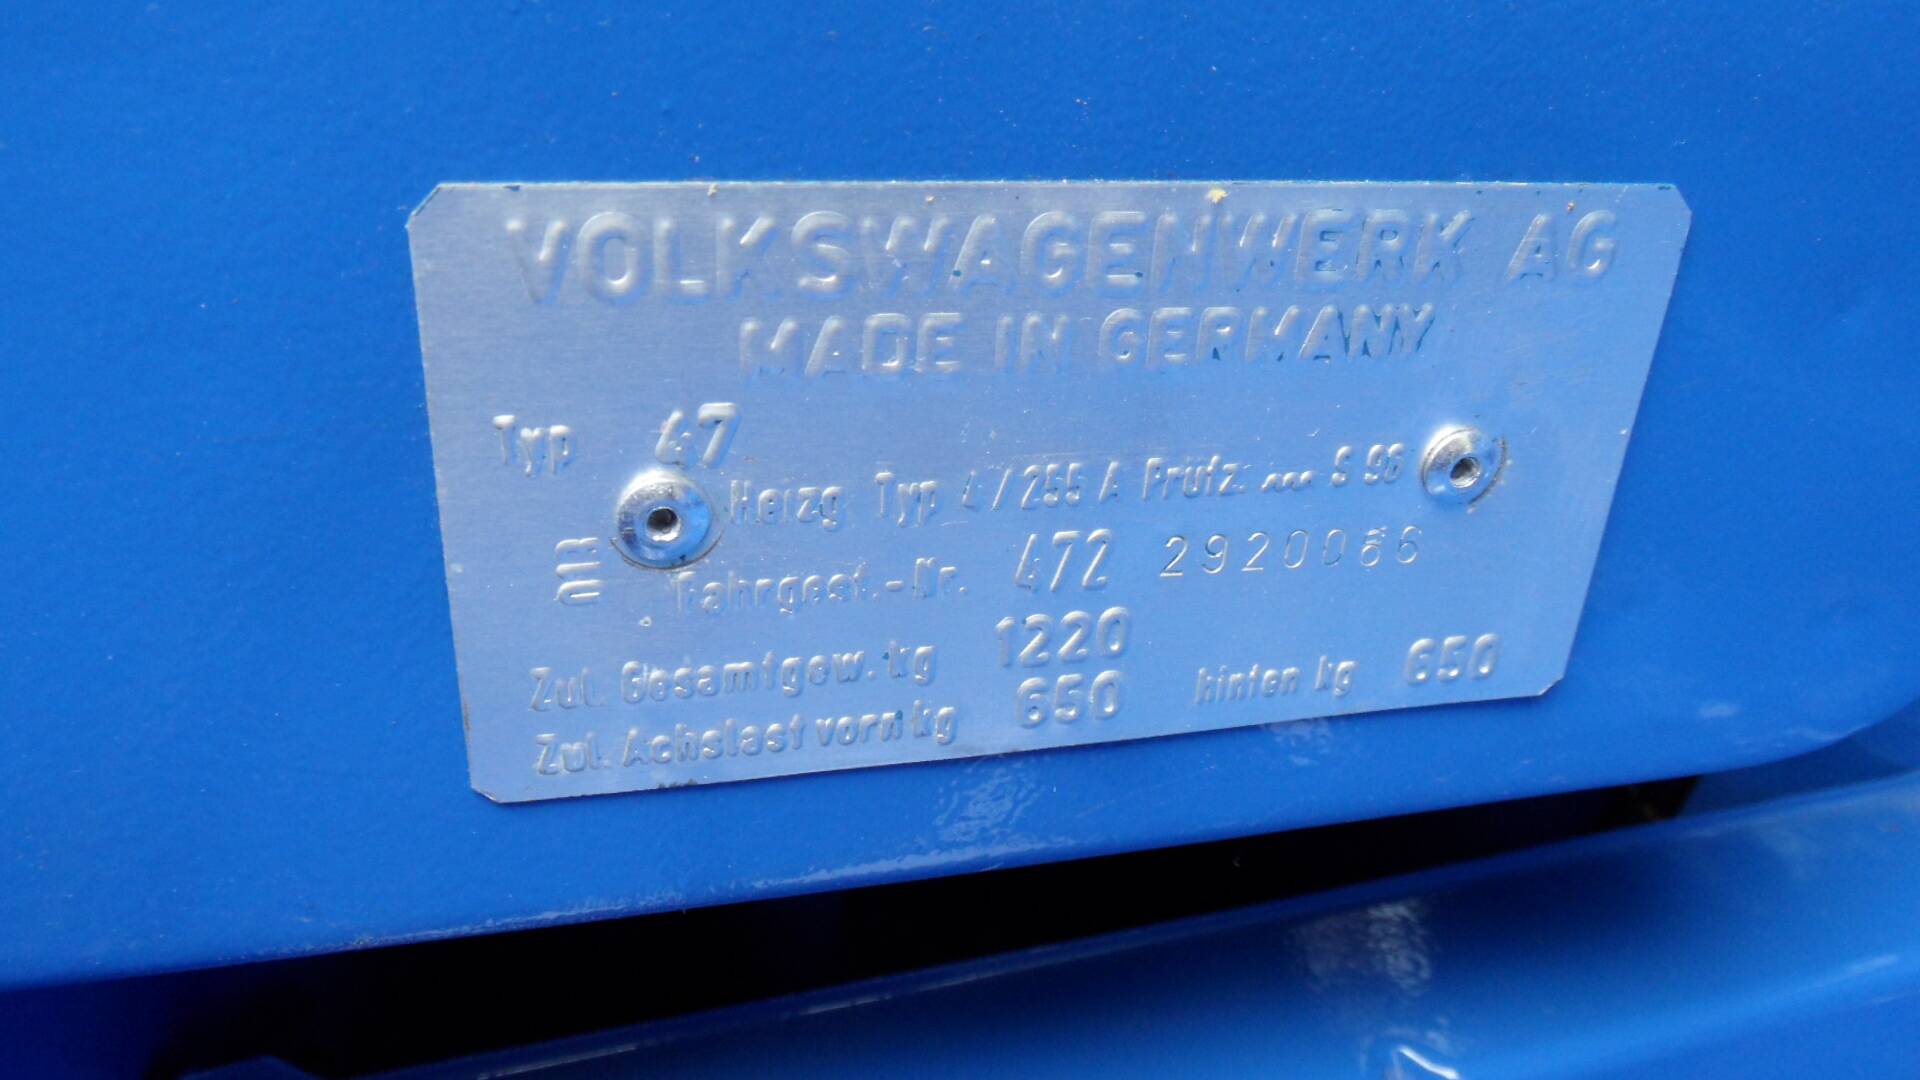 VOLKSWAGENWERK AG
MADE IN GERMANY
Typ 47
Heizg Typ 4/255 A Prüfz. ~~~ S 96
Fahrgest.-Nr. 472 2920066
Zul. Gesamtgew. kg 1220
Zul. Achslast vorn kg 650 hinten kg 650